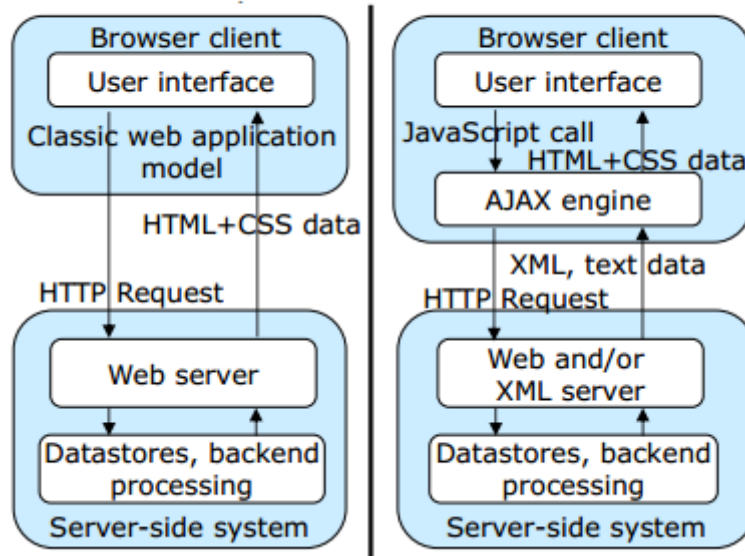 Browser client
User interface
Classic web application
model
HTML+CSS data
HTTP Request
Web server
Datastores, backend
processing
Server-side system
Browser client
User interface
JavaScript call
HTML+CSS data
AJAX engine
XML, text data
HTTP Request
Web and/or
XML server
Datastores, backend
processing
Server-side system